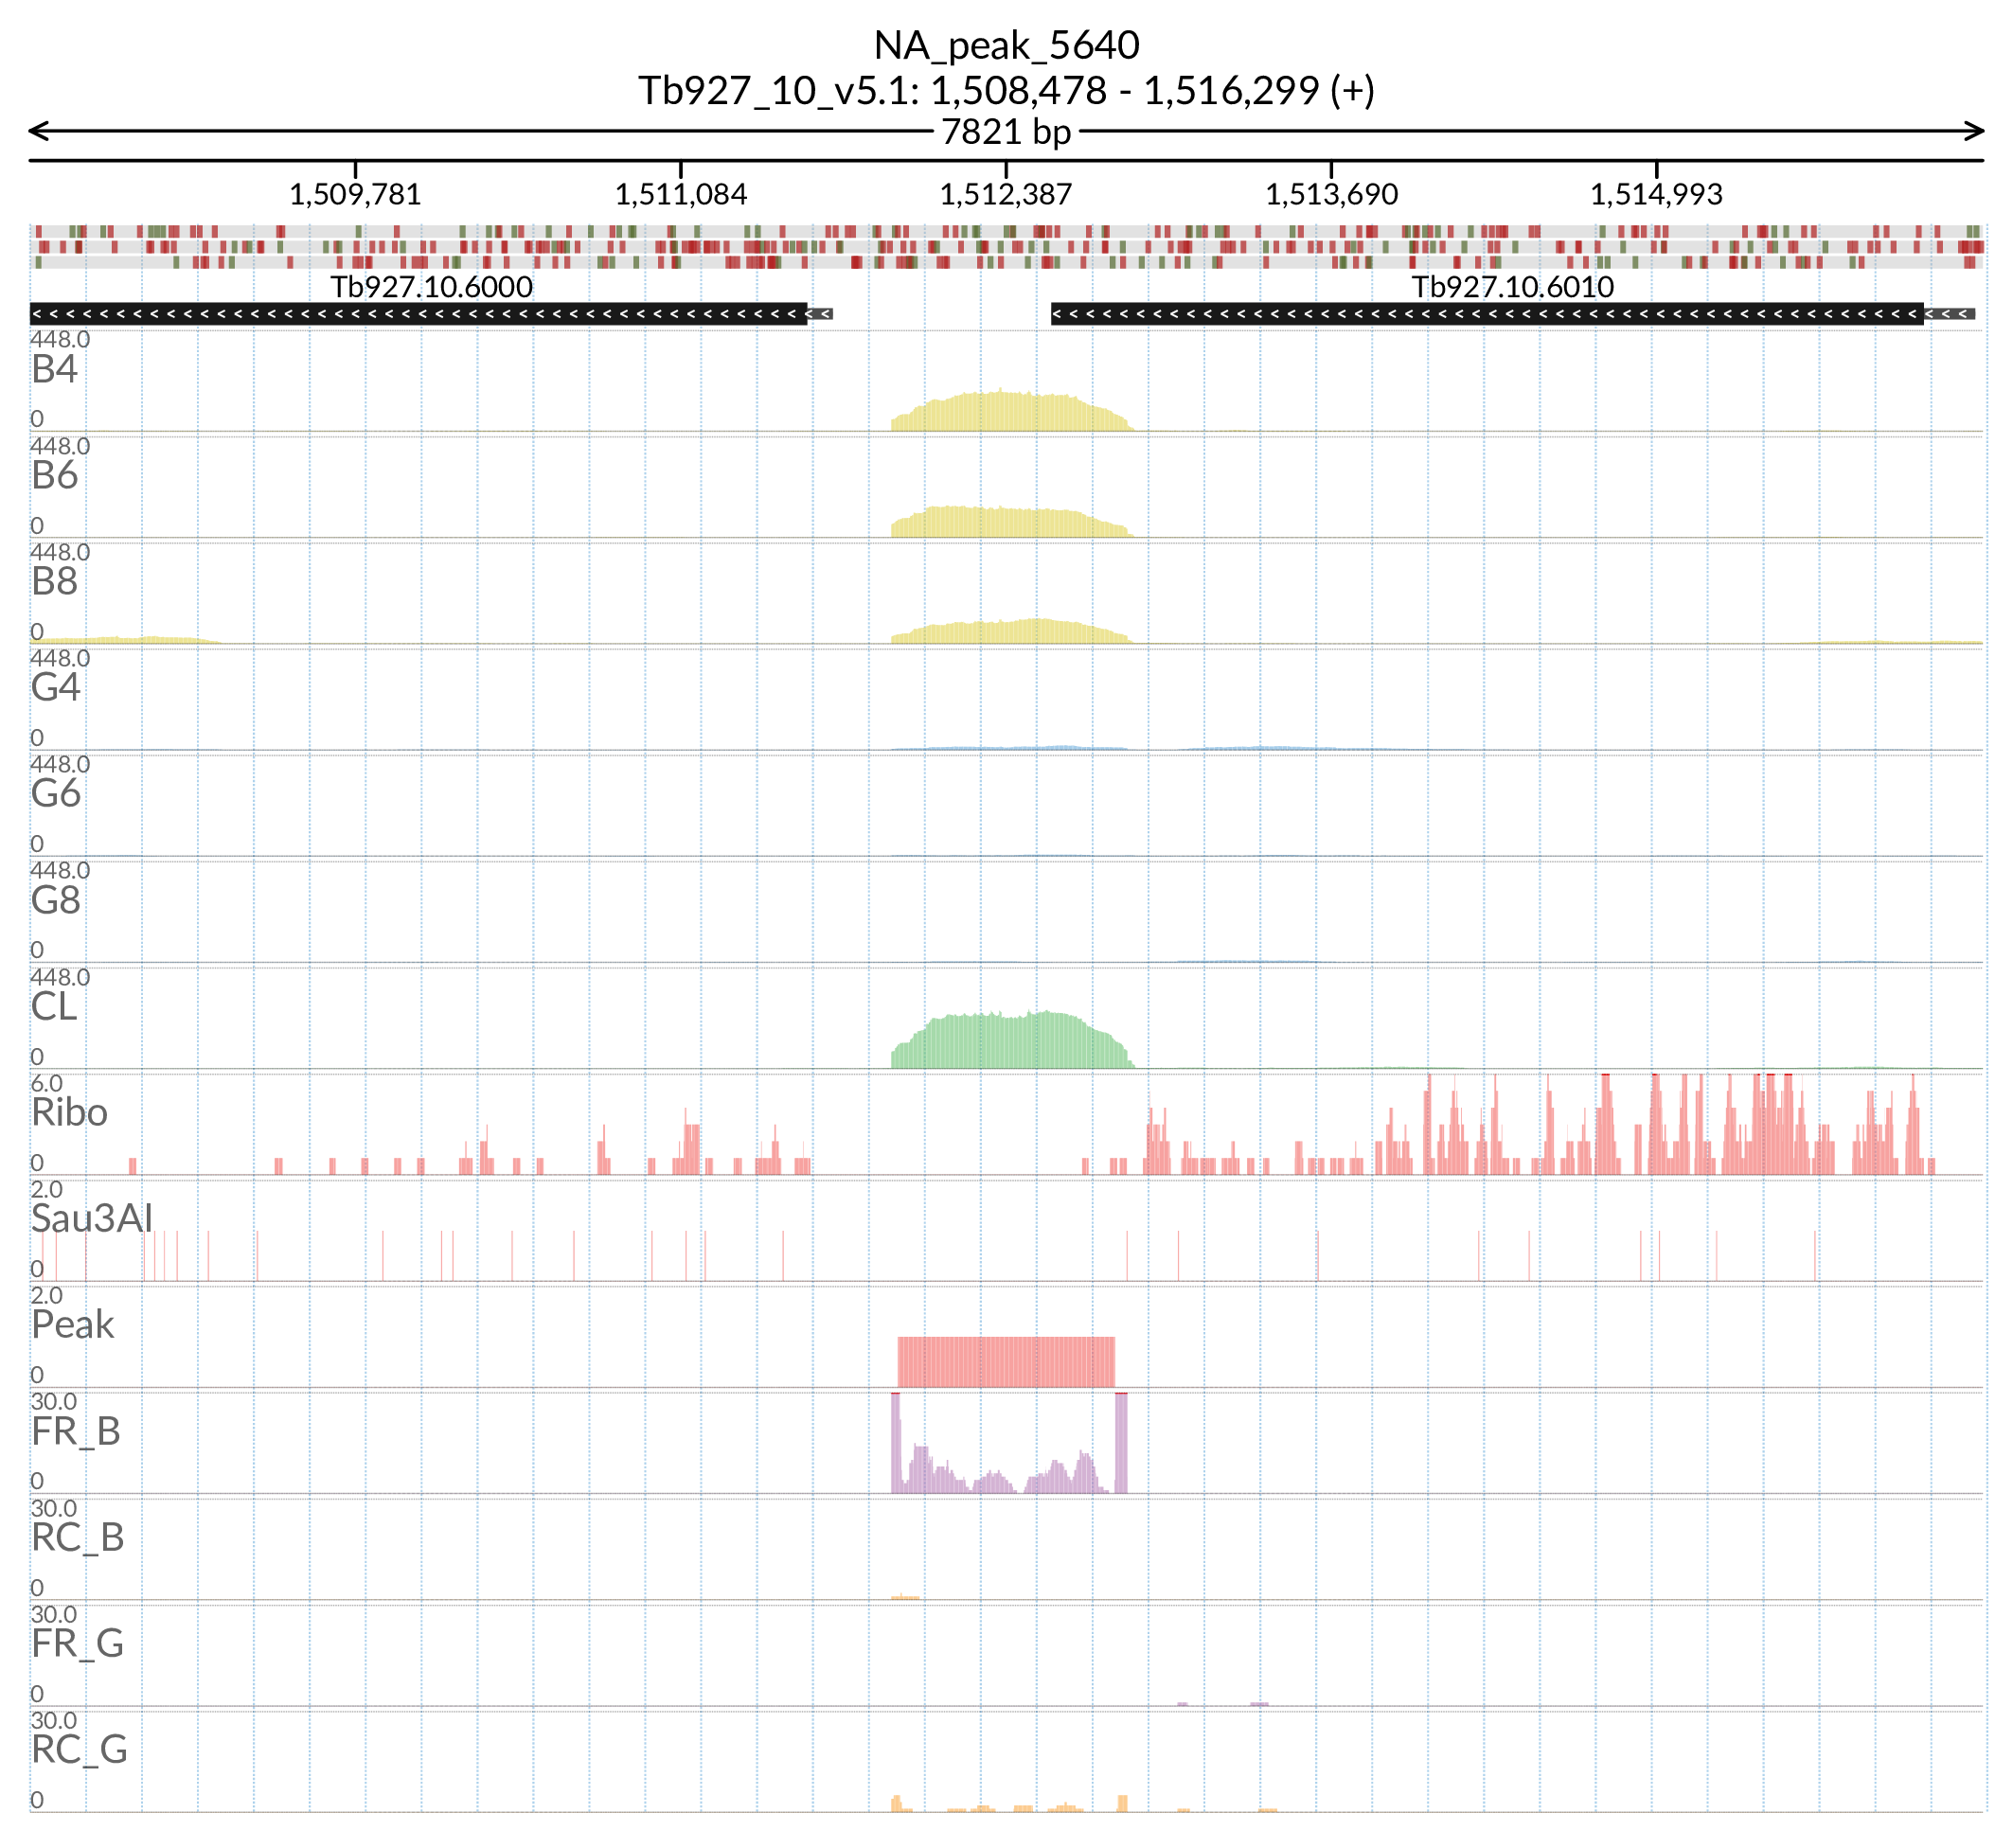 NA_peak_5640
Tb927_10_v5.1: 1,508,478 - 1,516,299 (+)
7821 bp
1,509,781 1,511,084 1,512,387 1,513,690 1,514,993
Tb927.10.6000 Tb927.10.6010
448.0
B4
0
448.0
B6
0
448.0
B8
0
448.0
G4
0
448.0
G6
0
448.0
G8
0
448.0
CL
0
6.0
Ribo
0
2.0
Sau3AI
0
2.0
Peak
0
30.0
FR_B
0
30.0
RC_B
0
30.0
FR_G
0
30.0
RC_G
0